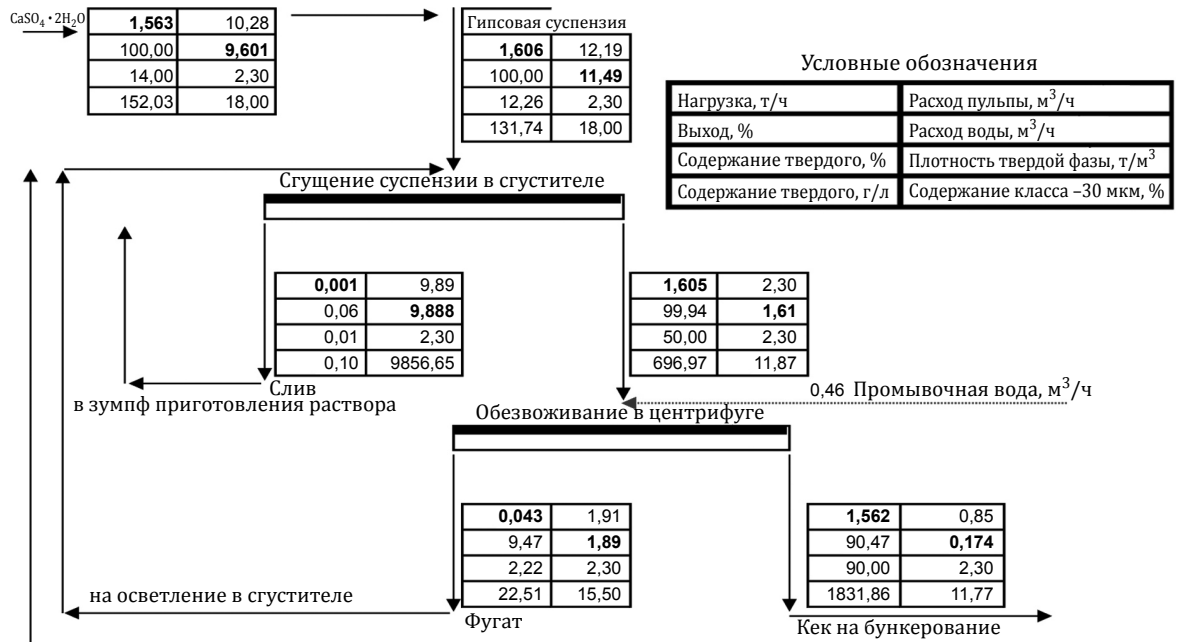 CaSO₄ · 2H₂O
1,563 10,28
100,00 9,601
14,00 2,30
152,03 18,00
Гипсовая суспензия
1,606 12,19
100,00 11,49
12,26 2,30
131,74 18,00
Условные обозначения
Нагрузка, т/ч Расход пульпы, м³/ч
Выход, % Расход воды, м³/ч
Содержание твердого, % Плотность твердой фазы, т/м³
Содержание твердого, г/л Содержание класса –30 мкм, %
Сгущение суспензии в сгустителе
0,001 9,89
0,06 9,888
0,01 2,30
0,10 9856,65
1,605 2,30
99,94 1,61
50,00 2,30
696,97 11,87
Слив
в зумпф приготовления раствора
0,46 Промывочная вода, м³/ч
Обезвоживание в центрифуге
0,043 1,91
9,47 1,89
2,22 2,30
22,51 15,50
1,562 0,85
90,47 0,174
90,00 2,30
1831,86 11,77
на осветление в сгустителе
Фугат
Кек на бункерование